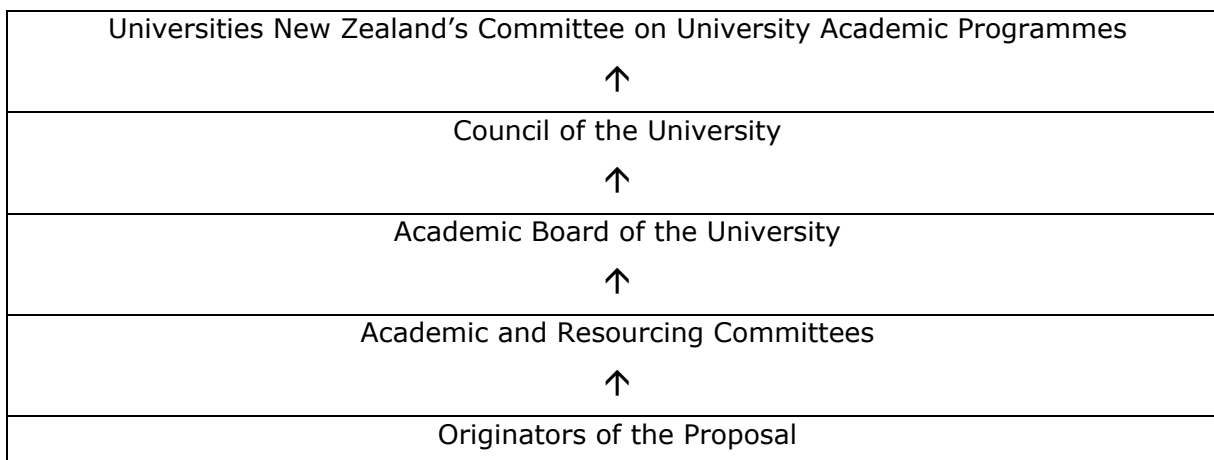 Universities New Zealand’s Committee on University Academic Programmes
↑
Council of the University
↑
Academic Board of the University
↑
Academic and Resourcing Committees
↑
Originators of the Proposal